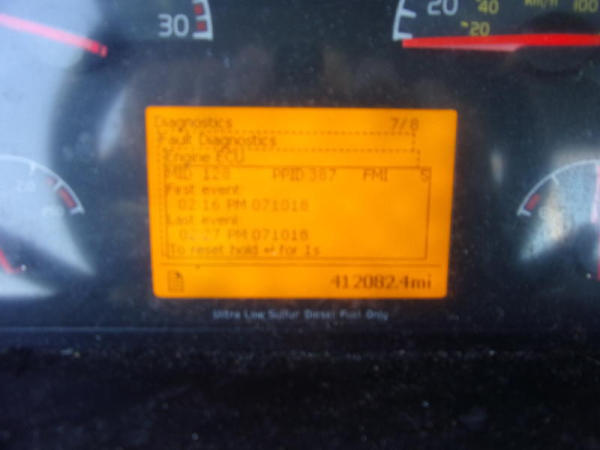 30
20 40 km/h 100
20
Diagnostics 7/8
Fault Diagnostics
Engine ECU
MID 128 PPID 387 FMI
First event:
02:16 PM 071018
Last event:
02:27 PM 071018
To reset hold ↵ for 1s
412082.4mi
Ultra Low Sulfur Diesel Fuel Only